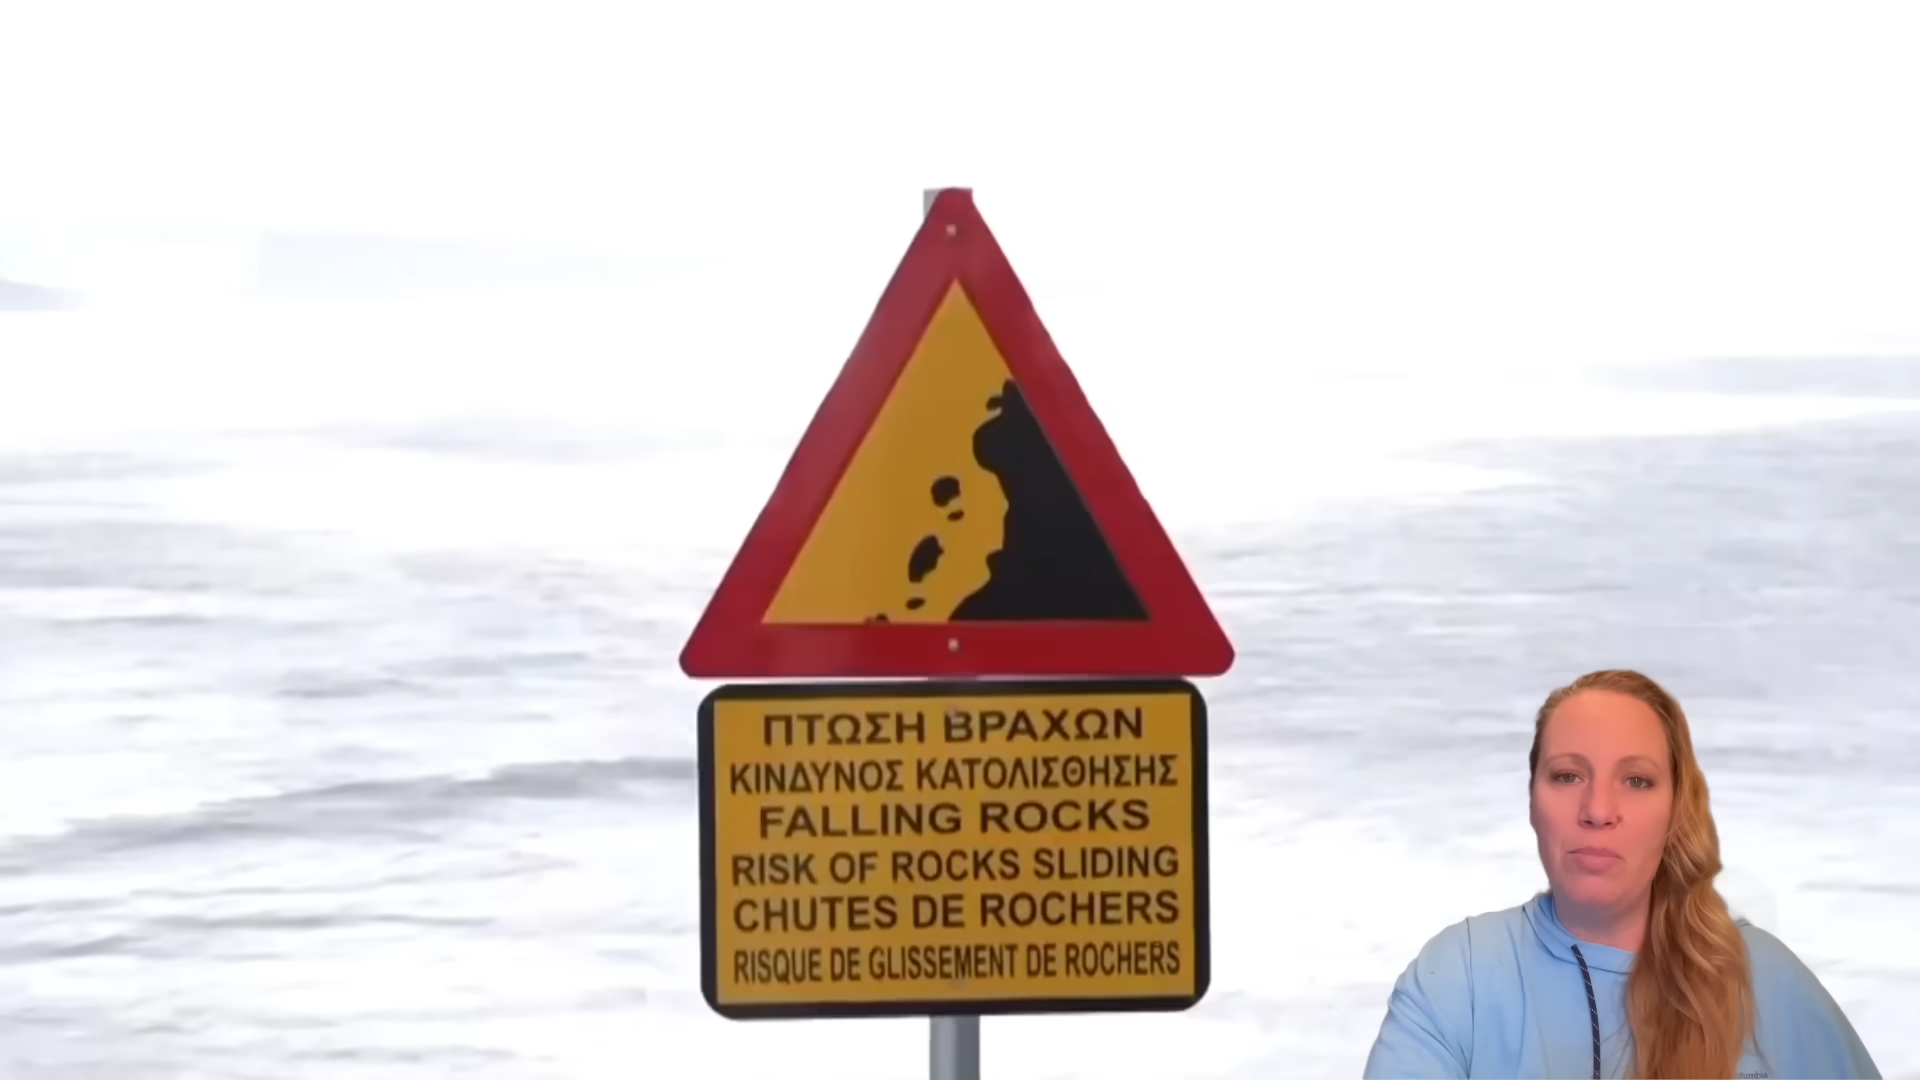 ΠΤΩΣΗ ΒΡΑΧΩΝ
ΚΙΝΔΥΝΟΣ ΚΑΤΟΛΙΣΘΗΣΗΣ
FALLING ROCKS
RISK OF ROCKS SLIDING
CHUTES DE ROCHERS
RISQUE DE GLISSEMENT DE ROCHERS